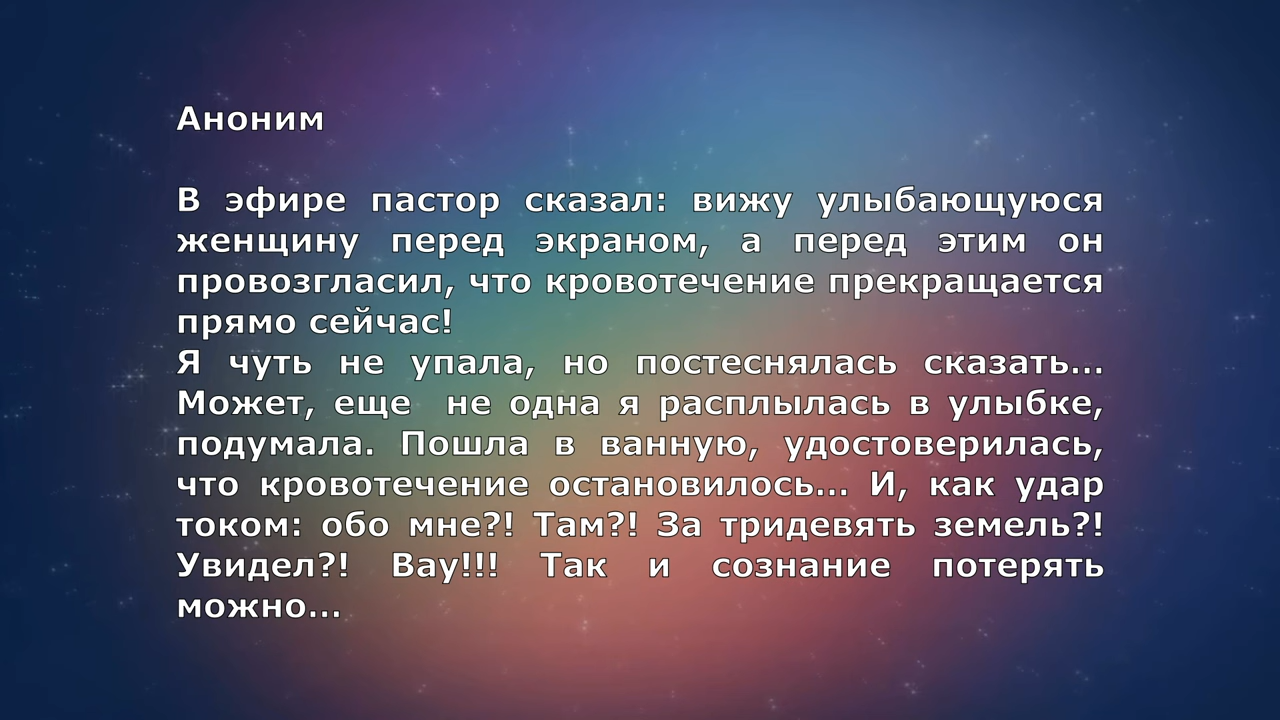 Аноним
В эфире пастор сказал: вижу улыбающуюся
женщину перед экраном, а перед этим он
провозгласил, что кровотечение прекращается
прямо сейчас!
Я чуть не упала, но постеснялась сказать...
Может, еще не одна я расплылась в улыбке,
подумала. Пошла в ванную, удостоверилась,
что кровотечение остановилось... И, как удар
током: обо мне?! Там?! За тридевять земель?!
Увидел?! Вау!!! Так и сознание потерять
можно...